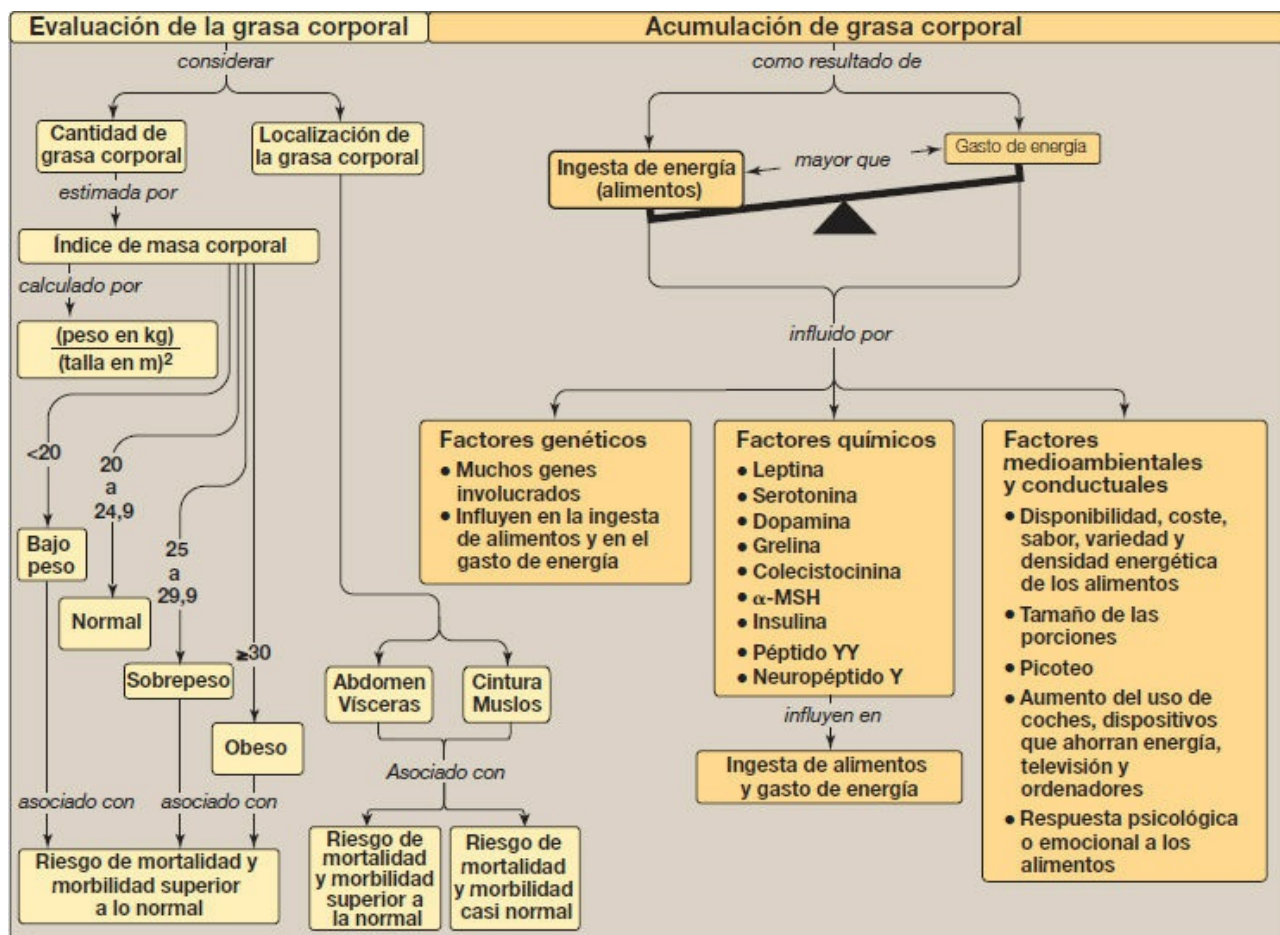 Evaluación de la grasa corporal
considerar
Cantidad de
grasa corporal
Localización de
la grasa corporal
estimada por
Índice de masa corporal
calculado por
(peso en kg)
(talla en m)²
<20
20
a
24,9
25
a
29,9
≥30
Bajo
peso
Normal
Sobrepeso
Obeso
asociado con
asociado con
Riesgo de mortalidad y
morbilidad superior
a lo normal
Abdomen
Vísceras
Cintura
Muslos
Asociado con
Riesgo de
mortalidad
y morbilidad
superior a
la normal
Riesgo de
mortalidad
y morbilidad
casi normal
Acumulación de grasa corporal
como resultado de
Ingesta de energía
(alimentos)
mayor que
Gasto de energía
influido por
Factores genéticos
• Muchos genes
involucrados
• Influyen en la ingesta
de alimentos y en el
gasto de energía
Factores químicos
• Leptina
• Serotonina
• Dopamina
• Grelina
• Colecistocinina
• α-MSH
• Insulina
• Péptido YY
• Neuropéptido Y
influyen en
Ingesta de alimentos
y gasto de energía
Factores
medioambientales
y conductuales
• Disponibilidad, coste,
sabor, variedad y
densidad energética
de los alimentos
• Tamaño de las
porciones
• Picoteo
• Aumento del uso de
coches, dispositivos
que ahorran energía,
televisión y
ordenadores
• Respuesta psicológica
o emocional a los
alimentos